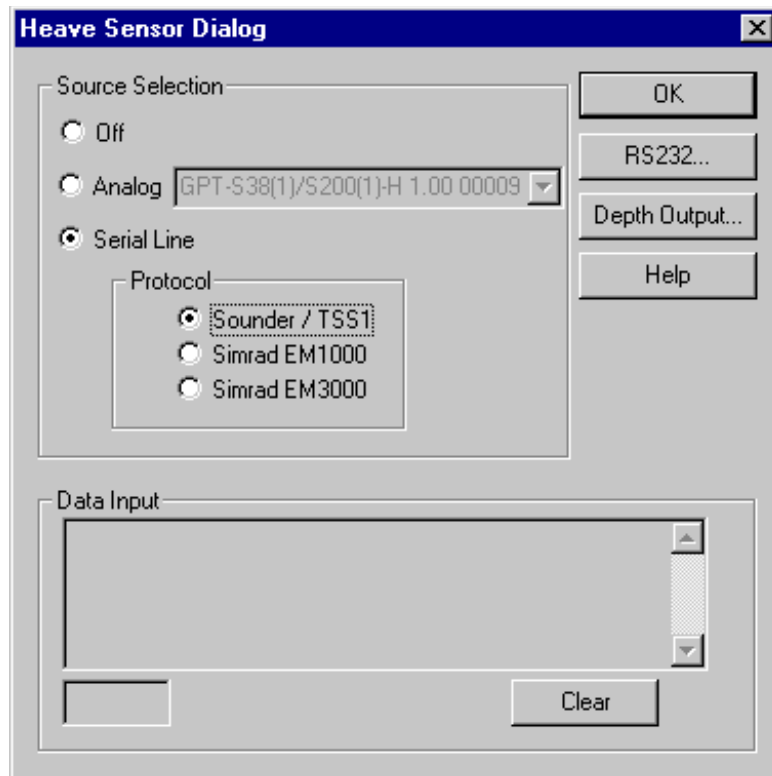 Heave Sensor Dialog
Source Selection
Off
Analog GPT-S38(1)/S200(1)-H 1.00 00009
Serial Line
Protocol
Sounder / TSS1
Simrad EM1000
Simrad EM3000
OK
RS232...
Depth Output...
Help
Data Input
Clear